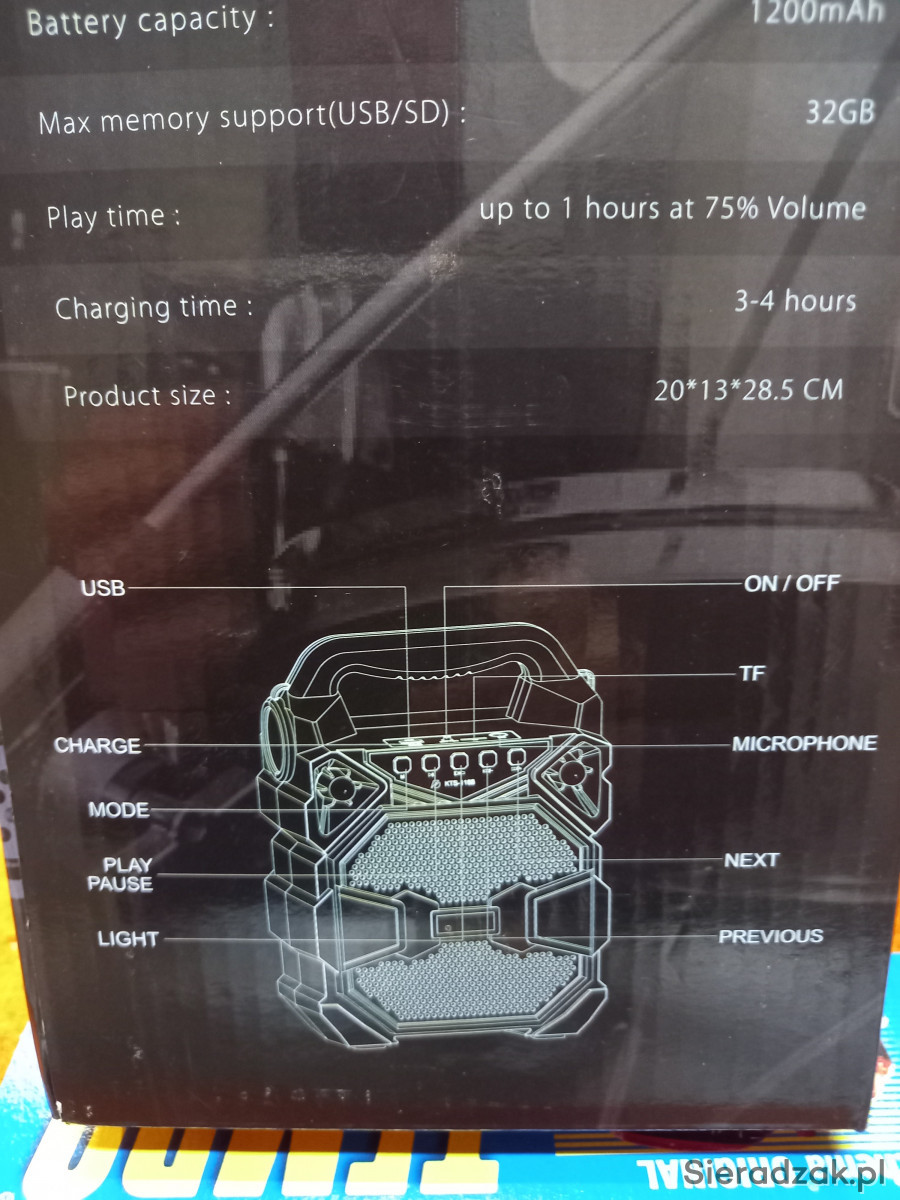 Battery capacity : 1200mAh
Max memory support(USB/SD) : 32GB
Play time : up to 1 hours at 75% Volume
Charging time : 3-4 hours
Product size : 20*13*28.5 CM
USB ON / OFF
TF
CHARGE MICROPHONE
MODE
PLAY
PAUSE
NEXT
LIGHT PREVIOUS
ORIGINAL
Sieradzak.pl